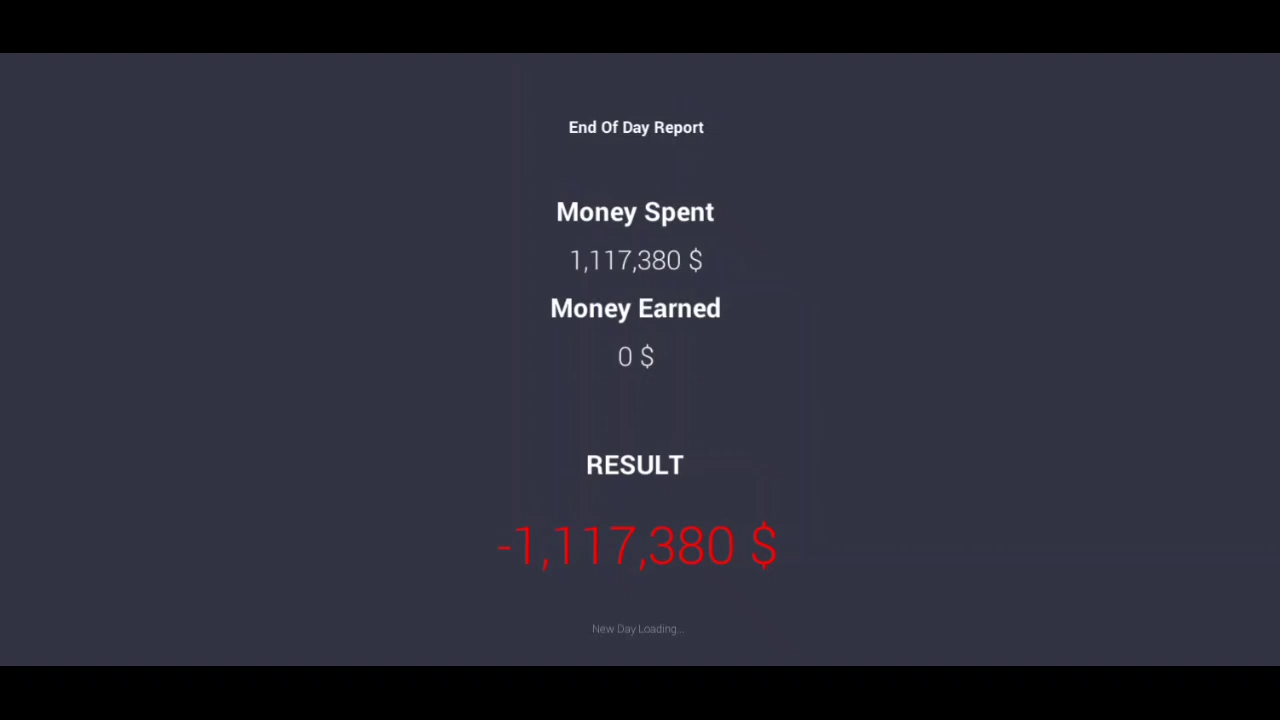 End Of Day Report
Money Spent
1,117,380 $
Money Earned
0 $
RESULT
-1,117,380 $
New Day Loading...